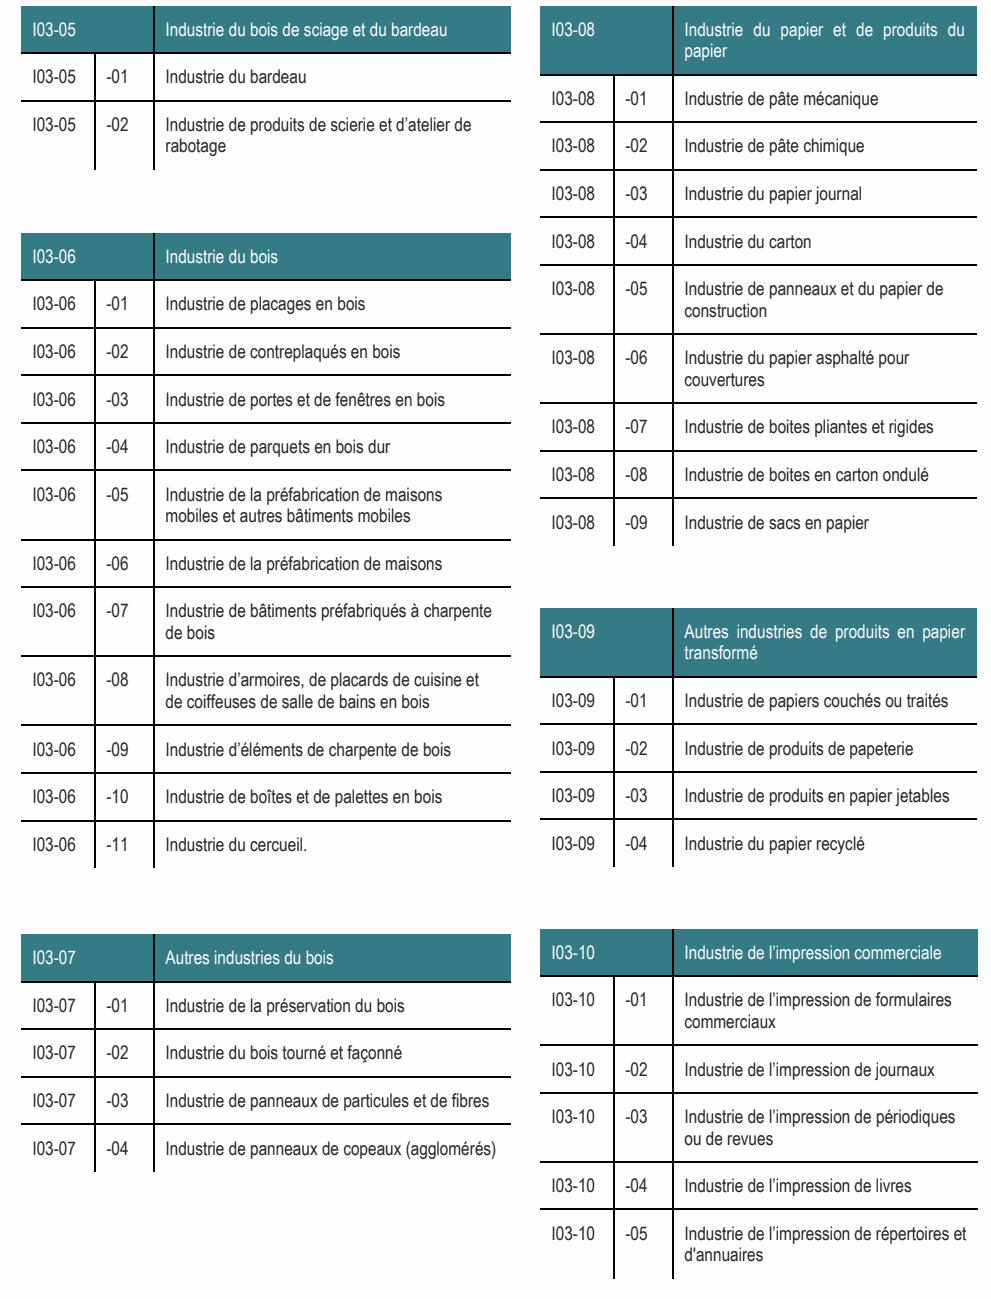 I03-05 Industrie du bois de sciage et du bardeau
I03-05 -01 Industrie du bardeau
I03-05 -02 Industrie de produits de scierie et d’atelier de
rabotage
I03-06 Industrie du bois
I03-06 -01 Industrie de placages en bois
I03-06 -02 Industrie de contreplaqués en bois
I03-06 -03 Industrie de portes et de fenêtres en bois
I03-06 -04 Industrie de parquets en bois dur
I03-06 -05 Industrie de la préfabrication de maisons
mobiles et autres bâtiments mobiles
I03-06 -06 Industrie de la préfabrication de maisons
I03-06 -07 Industrie de bâtiments préfabriqués à charpente
de bois
I03-06 -08 Industrie d’armoires, de placards de cuisine et
de coiffeuses de salle de bains en bois
I03-06 -09 Industrie d’éléments de charpente de bois
I03-06 -10 Industrie de boîtes et de palettes en bois
I03-06 -11 Industrie du cercueil.
I03-07 Autres industries du bois
I03-07 -01 Industrie de la préservation du bois
I03-07 -02 Industrie du bois tourné et façonné
I03-07 -03 Industrie de panneaux de particules et de fibres
I03-07 -04 Industrie de panneaux de copeaux (agglomérés)
I03-08 Industrie du papier et de produits du
papier
I03-08 -01 Industrie de pâte mécanique
I03-08 -02 Industrie de pâte chimique
I03-08 -03 Industrie du papier journal
I03-08 -04 Industrie du carton
I03-08 -05 Industrie de panneaux et du papier de
construction
I03-08 -06 Industrie du papier asphalté pour
couvertures
I03-08 -07 Industrie de boites pliantes et rigides
I03-08 -08 Industrie de boites en carton ondulé
I03-08 -09 Industrie de sacs en papier
I03-09 Autres industries de produits en papier
transformé
I03-09 -01 Industrie de papiers couchés ou traités
I03-09 -02 Industrie de produits de papeterie
I03-09 -03 Industrie de produits en papier jetables
I03-09 -04 Industrie du papier recyclé
I03-10 Industrie de l’impression commerciale
I03-10 -01 Industrie de l’impression de formulaires
commerciaux
I03-10 -02 Industrie de l’impression de journaux
I03-10 -03 Industrie de l’impression de périodiques
ou de revues
I03-10 -04 Industrie de l’impression de livres
I03-10 -05 Industrie de l’impression de répertoires et
d'annuaires